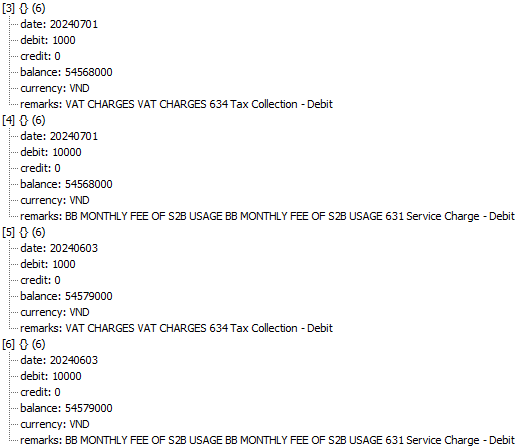 [3] {} (6)
date: 20240701
debit: 1000
credit: 0
balance: 54568000
currency: VND
remarks: VAT CHARGES VAT CHARGES 634 Tax Collection - Debit
[4] {} (6)
date: 20240701
debit: 10000
credit: 0
balance: 54568000
currency: VND
remarks: BB MONTHLY FEE OF S2B USAGE BB MONTHLY FEE OF S2B USAGE 631 Service Charge - Debit
[5] {} (6)
date: 20240603
debit: 1000
credit: 0
balance: 54579000
currency: VND
remarks: VAT CHARGES VAT CHARGES 634 Tax Collection - Debit
[6] {} (6)
date: 20240603
debit: 10000
credit: 0
balance: 54579000
currency: VND
remarks: BB MONTHLY FEE OF S2B USAGE BB MONTHLY FEE OF S2B USAGE 631 Service Charge - Debit